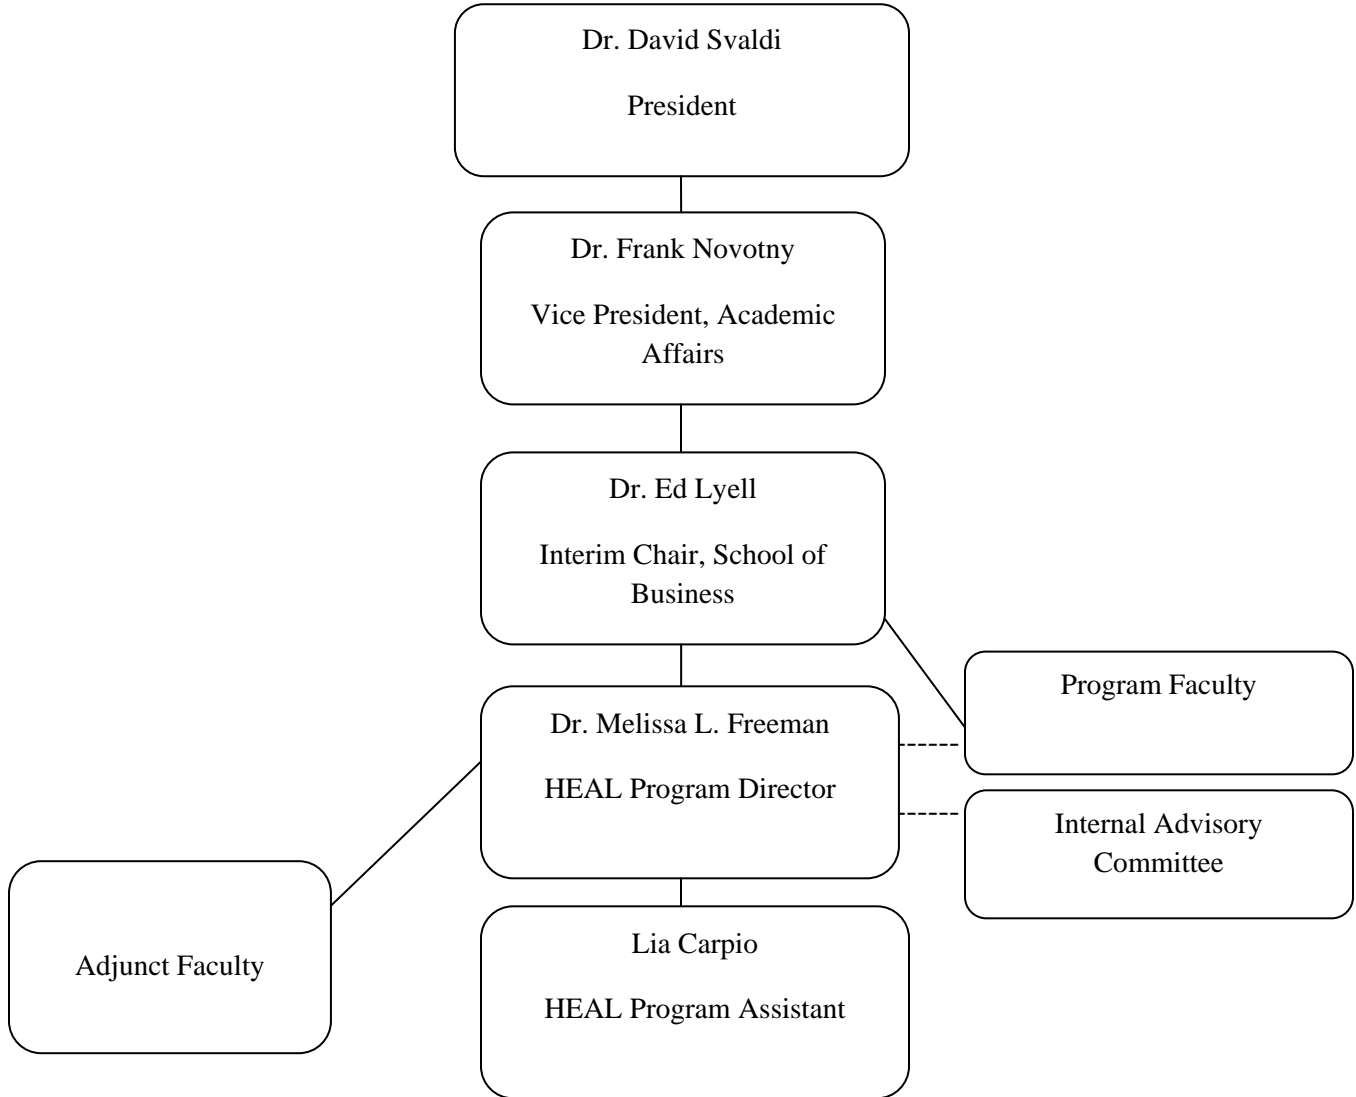 Dr. David Svaldi
President
Dr. Frank Novotny
Vice President, Academic
Affairs
Dr. Ed Lyell
Interim Chair, School of
Business
Program Faculty
Dr. Melissa L. Freeman
HEAL Program Director
Internal Advisory
Committee
Adjunct Faculty
Lia Carpio
HEAL Program Assistant